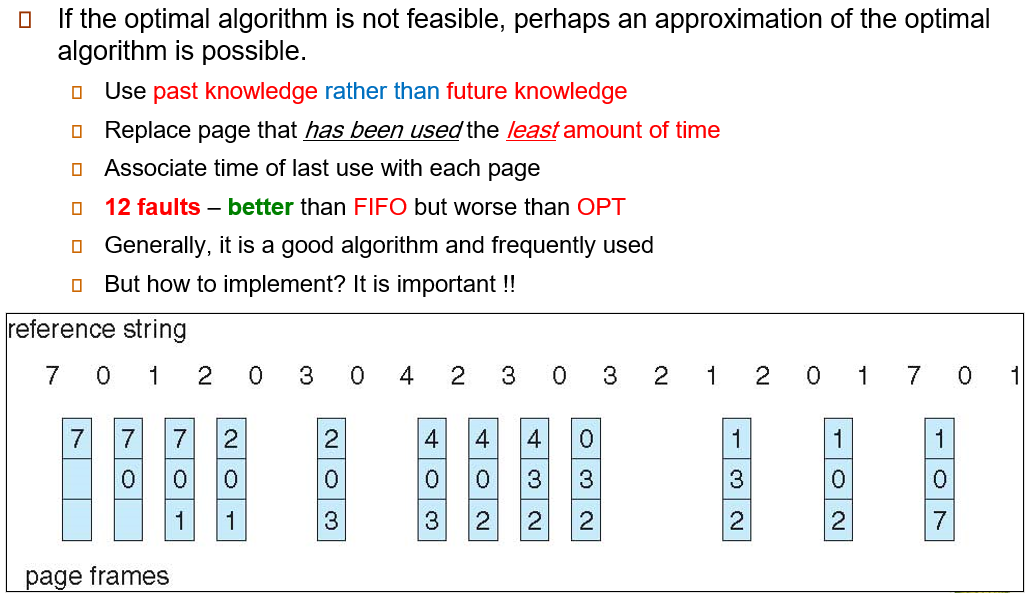 If the optimal algorithm is not feasible, perhaps an approximation of the optimal
algorithm is possible.
Use past knowledge rather than future knowledge
Replace page that has been used the least amount of time
Associate time of last use with each page
12 faults – better than FIFO but worse than OPT
Generally, it is a good algorithm and frequently used
But how to implement? It is important !!
reference string
7 0 1 2 0 3 0 4 2 3 0 3 2 1 2 0 1 7 0 1
7 7 7 2 2 4 4 4 0 1 1 1
0 0 0 0 0 0 3 3 3 0 0
1 1 3 3 2 2 2 2 2 7
page frames